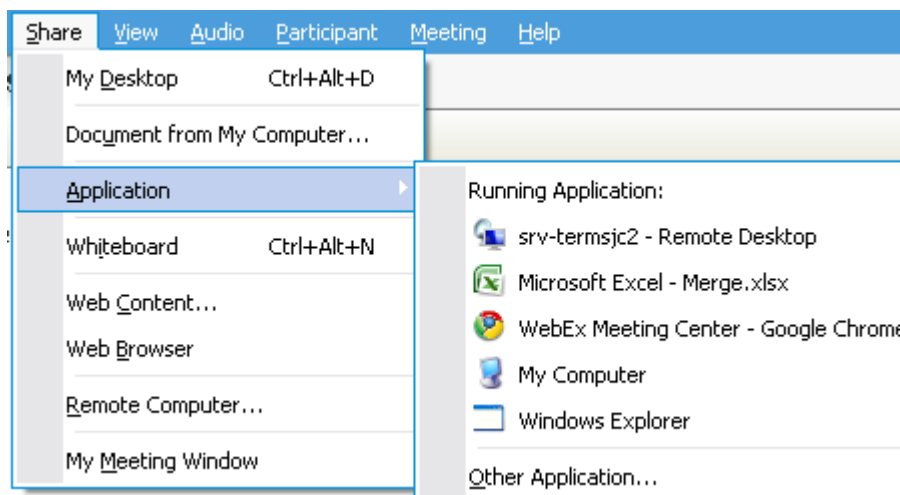 Share View Audio Participant Meeting Help
My Desktop Ctrl+Alt+D
Document from My Computer...
Application
Whiteboard Ctrl+Alt+N
Web Content...
Web Browser
Remote Computer...
My Meeting Window
Running Application:
srv-termsjc2 - Remote Desktop
Microsoft Excel - Merge.xlsx
WebEx Meeting Center - Google Chrome
My Computer
Windows Explorer
Other Application...